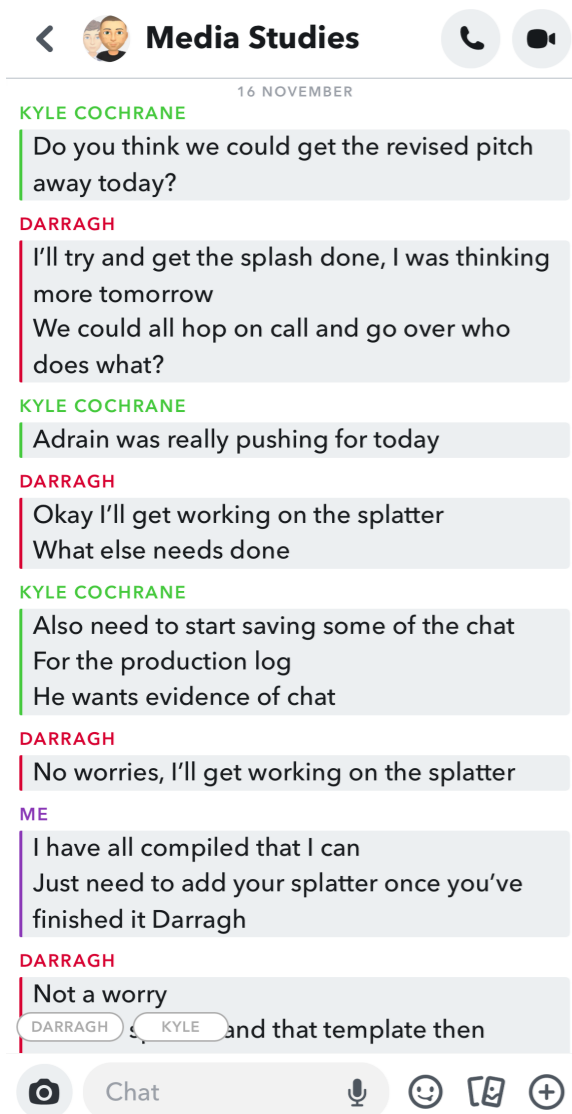 Media Studies
16 NOVEMBER
KYLE COCHRANE
Do you think we could get the revised pitch
away today?
DARRAGH
I'll try and get the splash done, I was thinking
more tomorrow
We could all hop on call and go over who
does what?
KYLE COCHRANE
Adrain was really pushing for today
DARRAGH
Okay I'll get working on the splatter
What else needs done
KYLE COCHRANE
Also need to start saving some of the chat
For the production log
He wants evidence of chat
DARRAGH
No worries, I'll get working on the splatter
ME
I have all compiled that I can
Just need to add your splatter once you've
finished it Darragh
DARRAGH
Not a worry
and that template then
DARRAGH KYLE
Chat